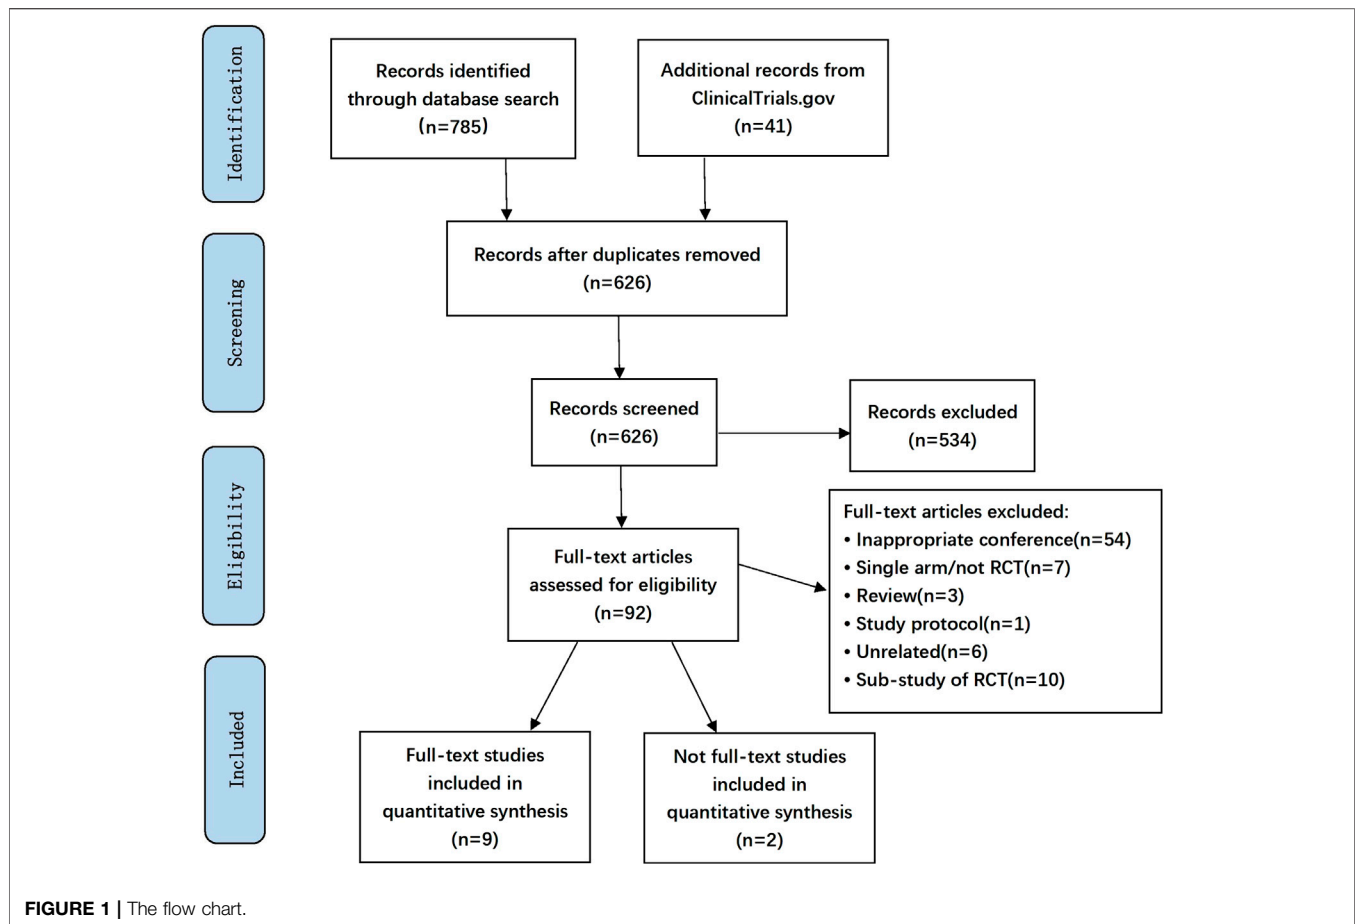 Identification
Records identified
through database search
(n=785)
Additional records from
ClinicalTrials.gov
(n=41)
Screening
Records after duplicates removed
(n=626)
Records screened
(n=626)
Records excluded
(n=534)
Eligibility
Full-text articles
assessed for eligibility
(n=92)
Full-text articles excluded:
• Inappropriate conference(n=54)
• Single arm/not RCT(n=7)
• Review(n=3)
• Study protocol(n=1)
• Unrelated(n=6)
• Sub-study of RCT(n=10)
Included
Full-text studies
included in
quantitative synthesis
(n=9)
Not full-text studies
included in
quantitative synthesis
(n=2)
FIGURE 1 | The flow chart.